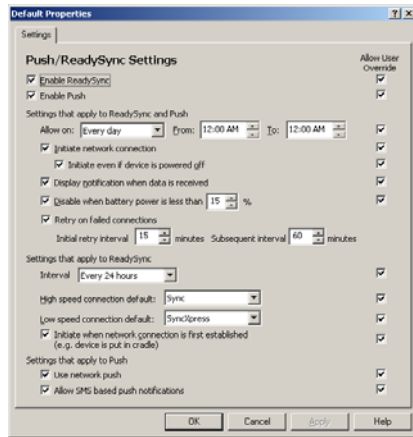 Default Properties
Settings
Push/ReadySync Settings
Allow User
Override
Enable ReadySync
Enable Push
Settings that apply to ReadySync and Push
Allow on: Every day From: 12:00 AM To: 12:00 AM
Initiate network connection
Initiate even if device is powered off
Display notification when data is received
Disable when battery power is less than 15 %
Retry on failed connections
Initial retry interval 15 minutes Subsequent interval 60 minutes
Settings that apply to ReadySync
Interval Every 24 hours
High speed connection default: Sync
Low speed connection default: SyncXpress
Initiate when network connection is first established
(e.g. device is put in cradle)
Settings that apply to Push
Use network push
Allow SMS based push notifications
OK Cancel Apply Help